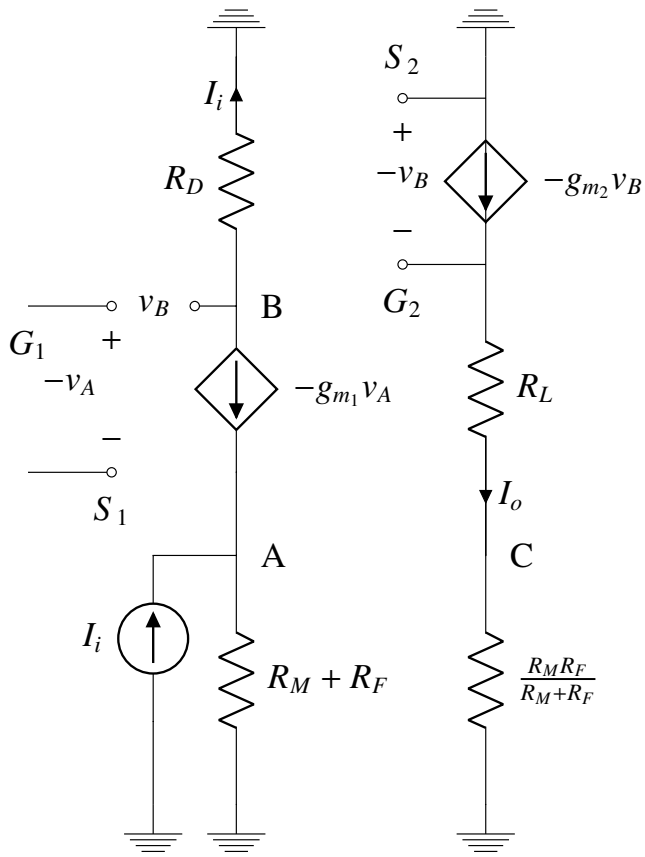 I_i
R_D
G_1 + v_B B
-v_A
-
S_1
-g_{m_1} v_A
A
I_i
R_M + R_F
S_2
+
-v_B
-
G_2
-g_{m_2} v_B
R_L
I_o
C
\frac{R_M R_F}{R_M + R_F}